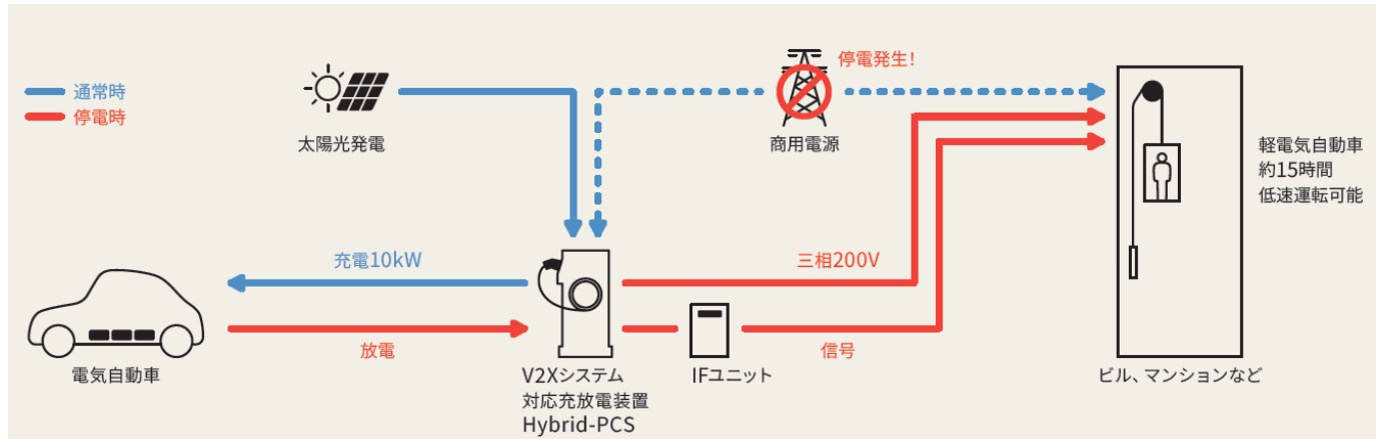 通常時
停電時
太陽光発電
停電発生！
商用電源
軽電気自動車
約15時間
低速運転可能
充電10kW
三相200V
放電
信号
電気自動車
V2Xシステム
対応充放電装置
Hybrid-PCS
IFユニット
ビル、マンションなど